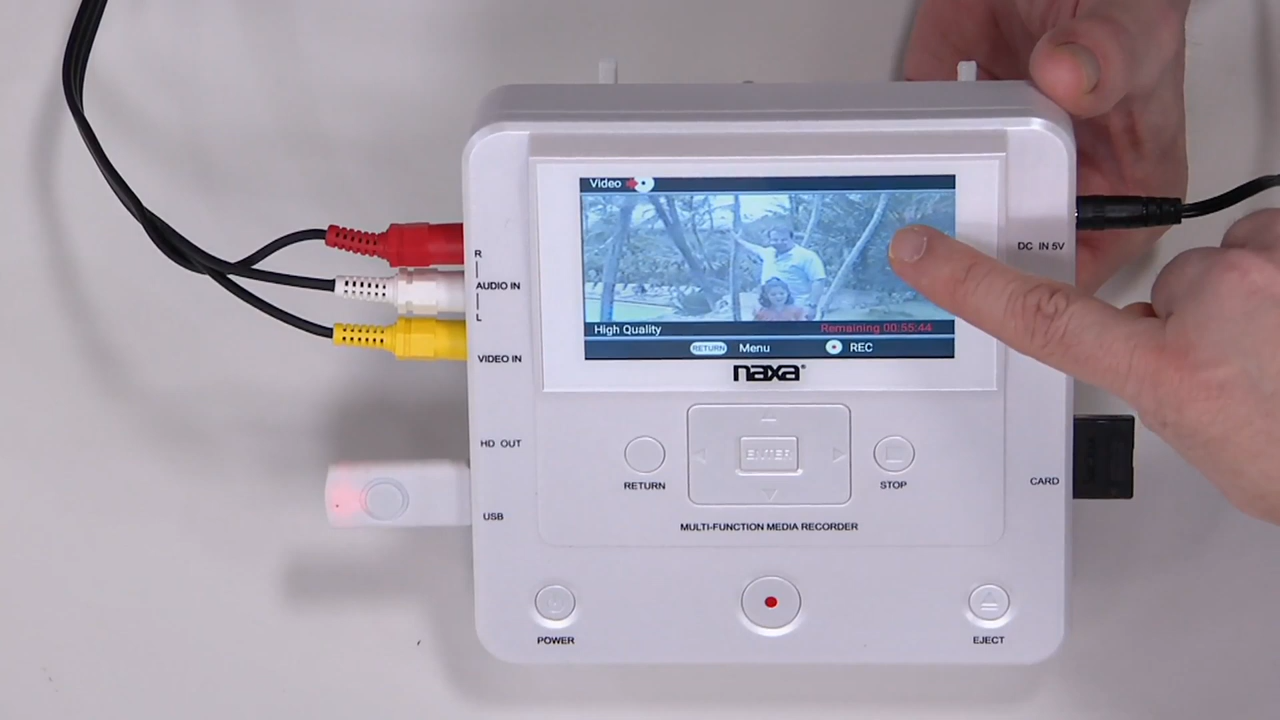 Video
High Quality
Remaining 00:55:44
RETURN Menu
REC
naxa®
R
AUDIO IN
L
VIDEO IN
HD OUT
USB
DC IN 5V
CARD
RETURN
ENTER
STOP
MULTI-FUNCTION MEDIA RECORDER
POWER
EJECT